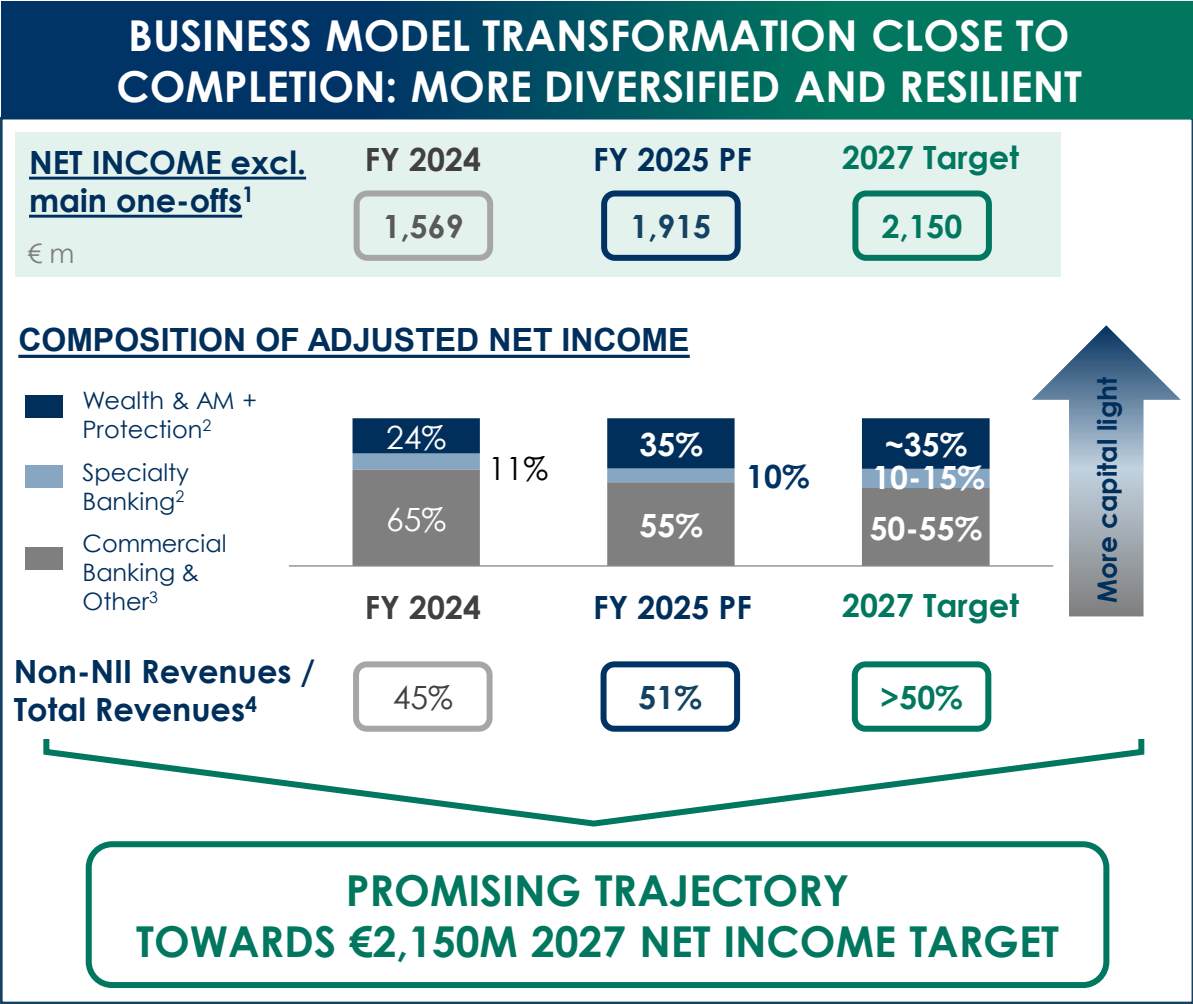 BUSINESS MODEL TRANSFORMATION CLOSE TO
COMPLETION: MORE DIVERSIFIED AND RESILIENT
NET INCOME excl.
main one-offs¹
€ m
FY 2024
FY 2025 PF
2027 Target
1,569
1,915
2,150
COMPOSITION OF ADJUSTED NET INCOME
Wealth & AM +
Protection²
Specialty
Banking²
Commercial
Banking &
Other³
24%
11%
65%
35%
10%
55%
~35%
10-15%
50-55%
More capital light
FY 2024
FY 2025 PF
2027 Target
Non-NII Revenues /
Total Revenues⁴
45%
51%
>50%
PROMISING TRAJECTORY
TOWARDS €2,150M 2027 NET INCOME TARGET